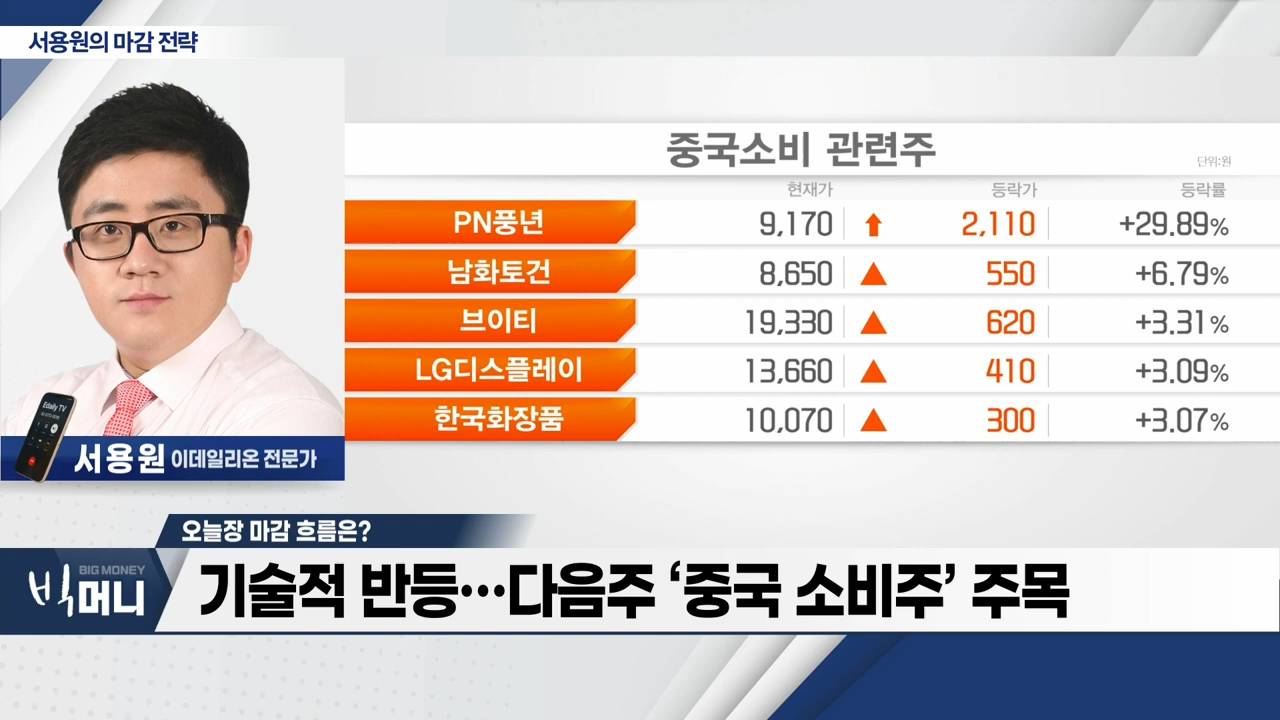 서용원의 마감 전략
중국소비 관련주
단위:원
현재가 등락가 등락률
PN풍년 9,170 2,110 +29.89%
남화토건 8,650 ▲ 550 +6.79%
브이티 19,330 ▲ 620 +3.31%
LG디스플레이 13,660 ▲ 410 +3.09%
한국화장품 10,070 ▲ 300 +3.07%
Edaily TV
서용원 이데일리온 전문가
오늘장 마감 흐름은?
BIG MONEY
빅머니
기술적 반등…다음주 ‘중국 소비주’ 주목